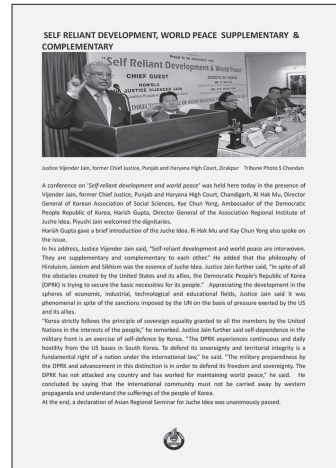 SELF RELIANT DEVELOPMENT, WORLD PEACE SUPPLEMENTARY &
COMPLEMENTARY
Proud to be associated with
"Self Reliant
Development & World Peace"
CHIEF GUEST
HON'BLE
JUSTICE VIJENDER JAIN
GUESTS OF HONOUR
Justice Vijender Jain, former Chief Justice, Punjab and Haryana High Court, Zirakpur Tribune Photo S Chandan
A conference on 'Self-reliant development and world peace' was held here today in the presence of
Vijender Jain, former Chief Justice, Punjab and Haryana High Court, Chandigarh, RI Hak Mu, Director
General of Korean Association of Social Sciences, Kye Chun Yong, Ambassador of the Democratic
People Republic of Korea, Harish Gupta, Director General of the Association Regional Institute of
Juche Idea. Piyushi Jain welcomed the dignitaries.
Harish Gupta gave a brief introduction of the Juche Idea. Ri Hak Mu and Kay Chun Yong also spoke on
the issue.
In his address, Justice Vijender Jain said, "Self-reliant development and world peace are interwoven.
They are supplementary and complementary to each other." He added that the philosophy of
Hinduism, Jainism and Sikhism was the essence of Juche Idea. Justice Jain further said, "In spite of all
the obstacles created by the United States and its allies, the Democratic People's Republic of Korea
(DPRK) is trying to secure the basic necessities for its people." Appreciating the development in the
spheres of economic, industrial, technological and educational fields, Justice Jain said it was
phenomenal in spite of the sanctions imposed by the UN on the basis of pressure exerted by the US
and its allies.
"Korea strictly follows the principle of sovereign equality granted to all the members by the United
Nations in the interests of the people," he remarked. Justice Jain further said self-dependence in the
military front is an exercise of self-defence by Korea. "The DPRK experiences continuous and daily
hostility from the US bases in South Korea. To defend its sovereignty and territorial integrity is a
fundamental right of a nation under the international law," he said. "The military preparedness by
the DPRK and advancement in this distinction is in order to defend its freedom and sovereignty. The
DPRK has not attacked any country and has worked for maintaining world peace," he said. He
concluded by saying that the international community must not be carried away by western
propaganda and understand the sufferings of the people of Korea.
At the end, a declaration of Asian Regional Seminar for Juche Idea was unanimously passed.